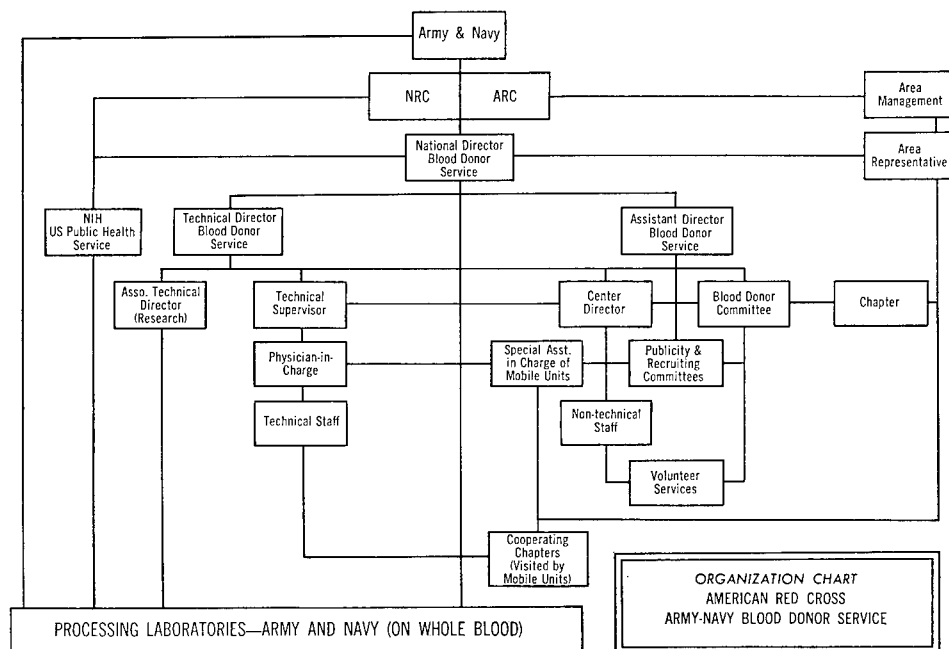 Army & Navy
NRC
ARC
Area
Management
National Director
Blood Donor
Service
Area
Representative
NIH
US Public Health
Service
Technical Director
Blood Donor
Service
Assistant Director
Blood Donor
Service
Asso. Technical
Director
(Research)
Technical
Supervisor
Center
Director
Blood Donor
Committee
Chapter
Physician-in-
Charge
Special Asst.
in Charge of
Mobile Units
Publicity &
Recruiting
Committees
Technical Staff
Non-technical
Staff
Volunteer
Services
Cooperating
Chapters
(Visited by
Mobile Units)
ORGANIZATION CHART
AMERICAN RED CROSS
ARMY-NAVY BLOOD DONOR SERVICE
PROCESSING LABORATORIES—ARMY AND NAVY (ON WHOLE BLOOD)